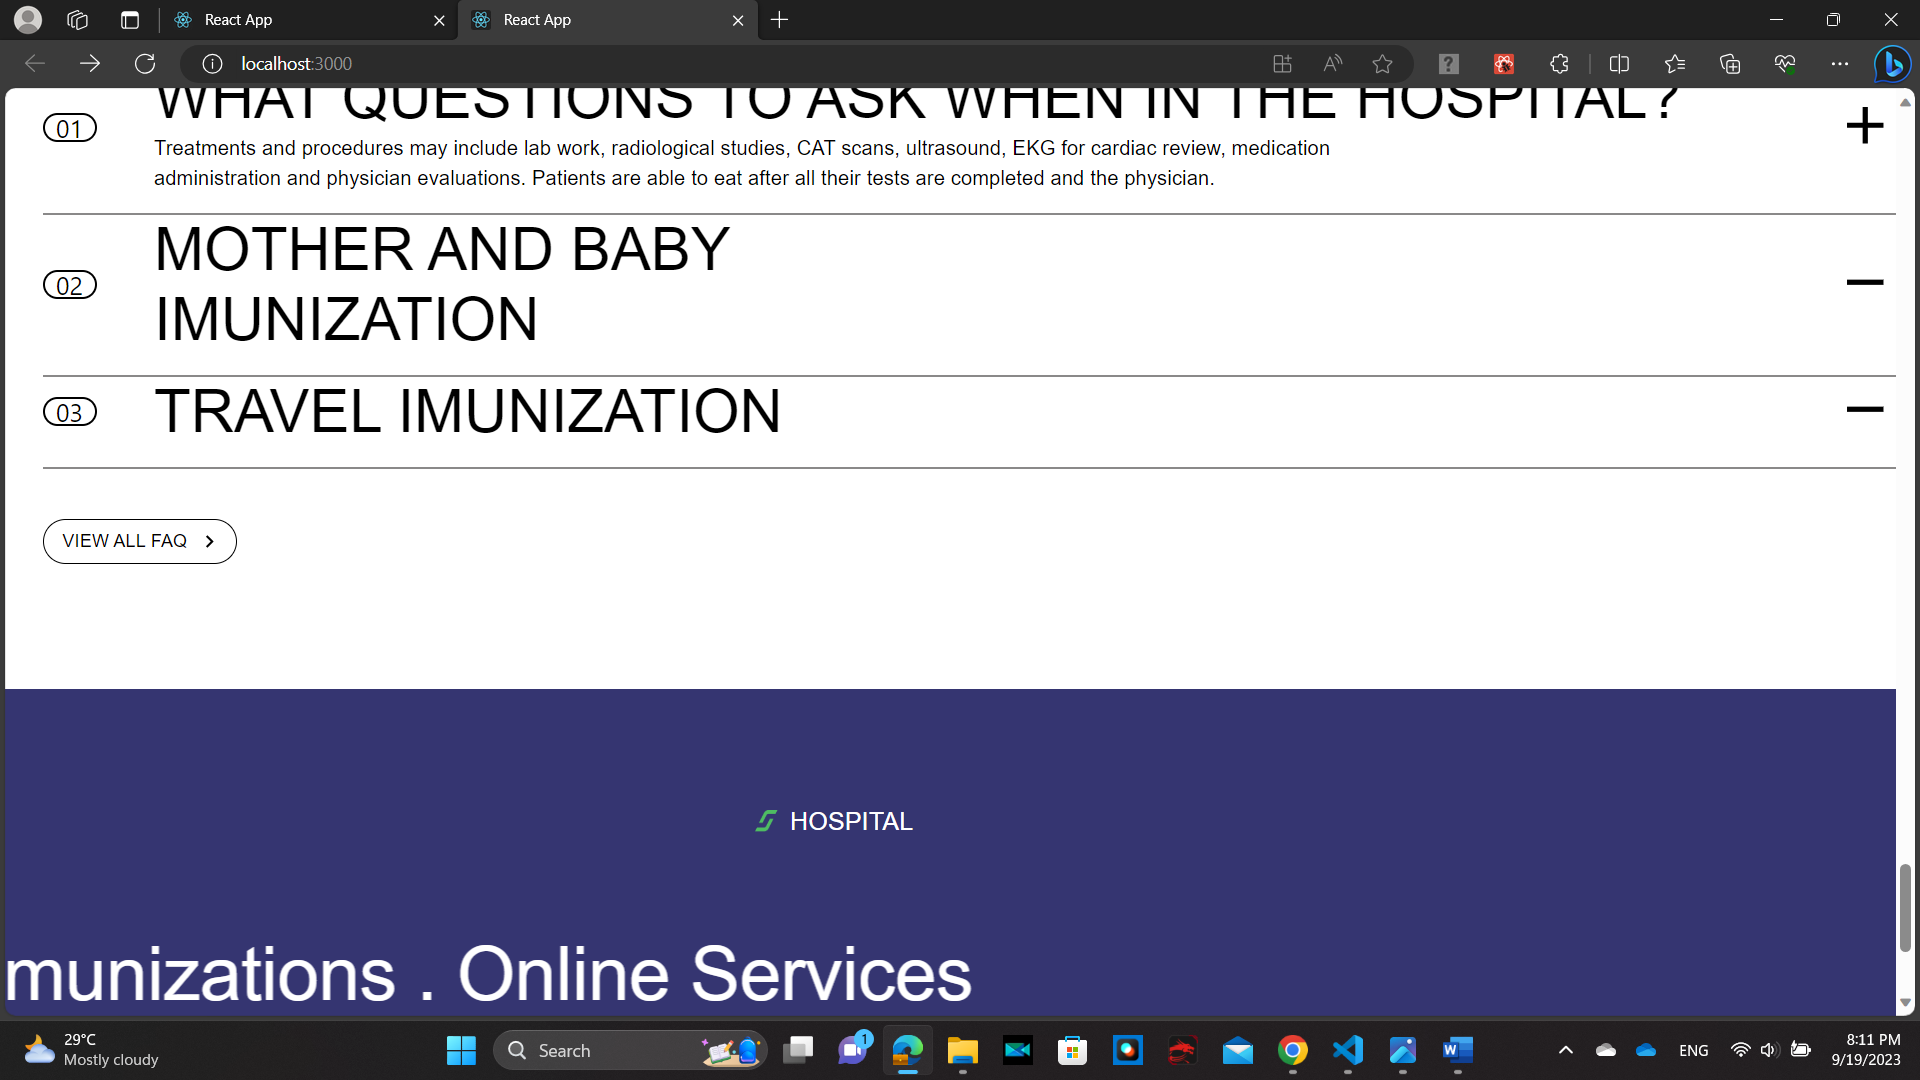 React App
React App
localhost:3000
01
WHAT QUESTIONS TO ASK WHEN IN THE HOSPITAL?
Treatments and procedures may include lab work, radiological studies, CAT scans, ultrasound, EKG for cardiac review, medication
administration and physician evaluations. Patients are able to eat after all their tests are completed and the physician.
02
MOTHER AND BABY
IMUNIZATION
03
TRAVEL IMUNIZATION
VIEW ALL FAQ
HOSPITAL
munizations . Online Services
29°C
Mostly cloudy
Search
1
ENG
8:11 PM
9/19/2023